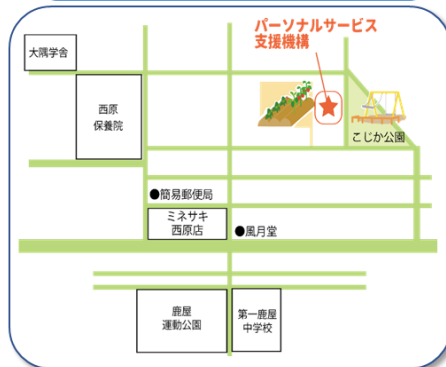 パーソナルサービス
支援機構
大隅学舎
西原
保養院
こじか公園
●簡易郵便局
ミネサキ
西原店
●風月堂
鹿屋
運動公園
第一鹿屋
中学校